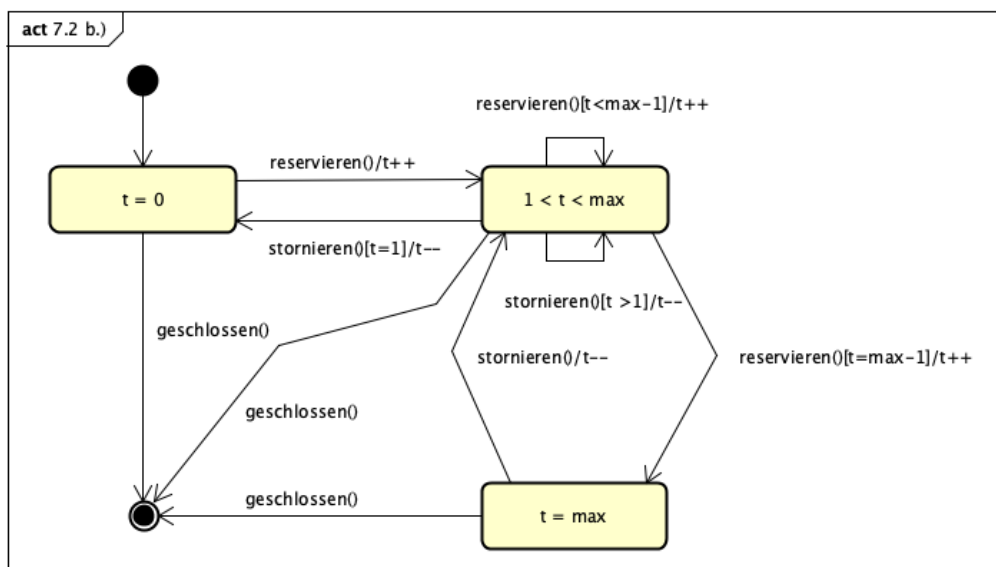 act 7.2 b.)
reservieren()[t<max-1]/t++
reservieren()/t++
t = 0
1 < t < max
stornieren()[t=1]/t--
stornieren()[t >1]/t--
geschlossen()
stornieren()/t--
reservieren()[t=max-1]/t++
geschlossen()
geschlossen()
t = max